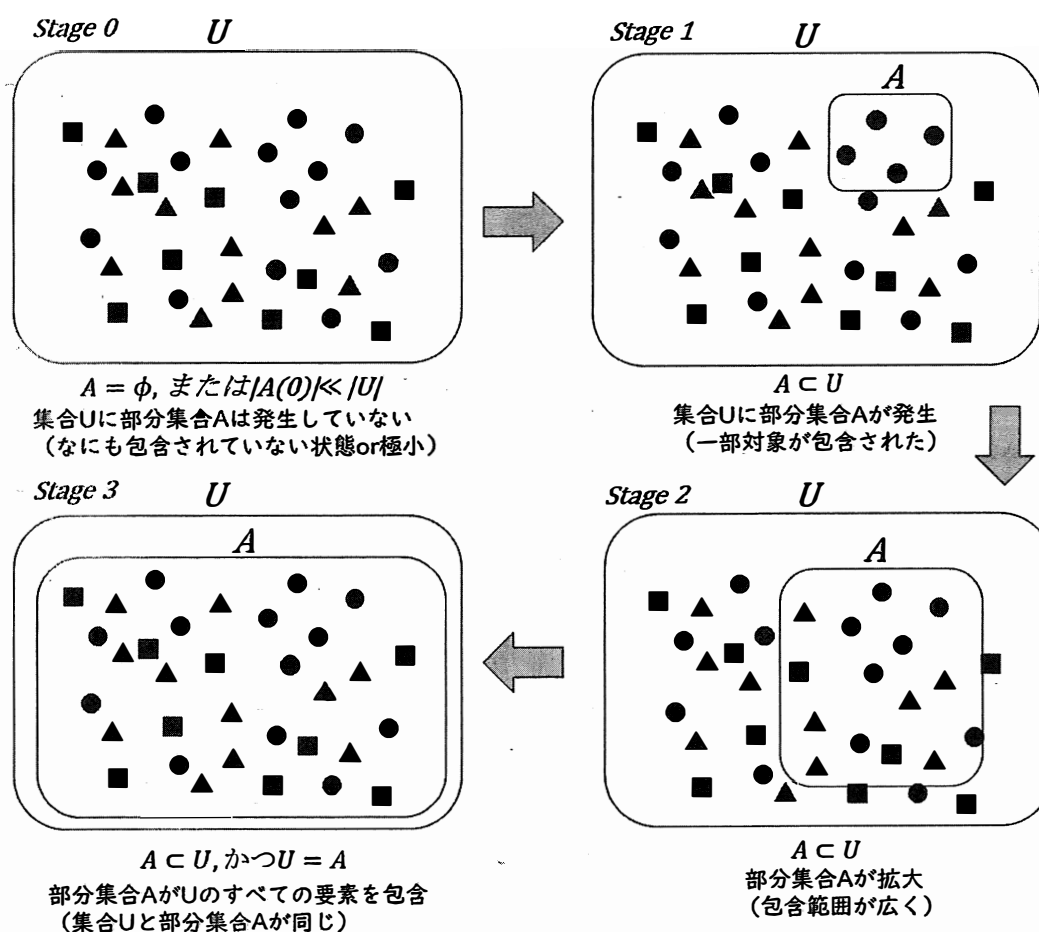 Stage 0
U
A = ϕ, または|A(0)|≪ |U|
集合Uに部分集合Aは発生していない
（なにも包含されていない状態or極小）
Stage 1
U
A
A ⊂ U
集合Uに部分集合Aが発生
（一部対象が包含された）
Stage 2
U
A
A ⊂ U
部分集合Aが拡大
（包含範囲が広く）
Stage 3
U
A
A ⊂ U, かつU = A
部分集合AがUのすべての要素を包含
（集合Uと部分集合Aが同じ）